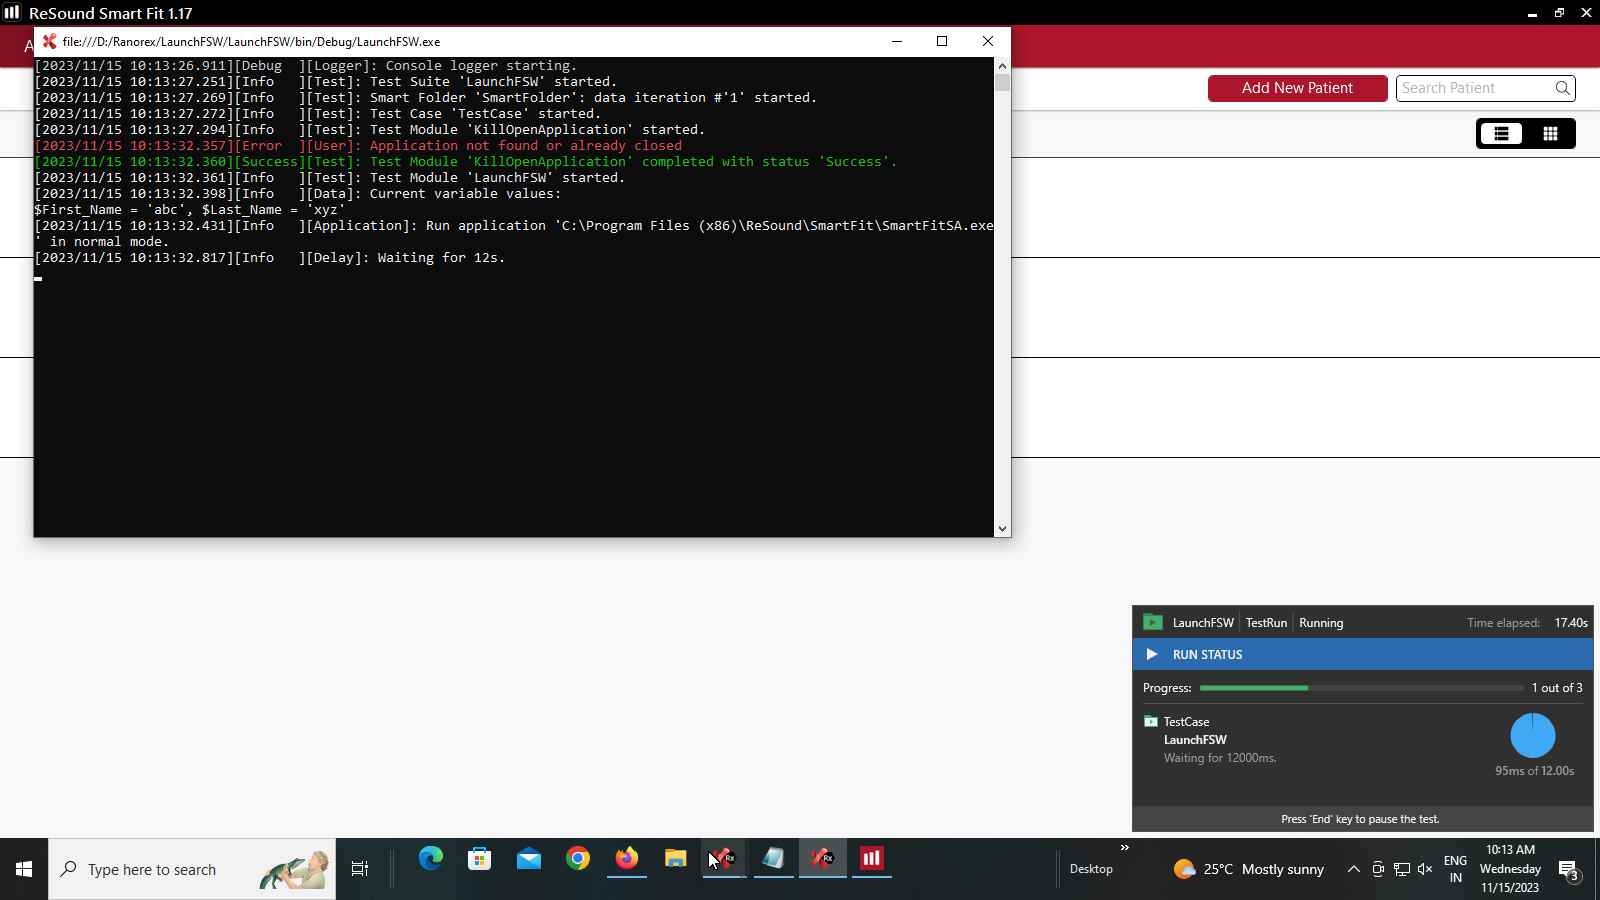 ReSound Smart Fit 1.17
A
file:///D:/Ranorex/LaunchFSW/LaunchFSW/bin/Debug/LaunchFSW.exe
[2023/11/15 10:13:26.911][Debug  ][Logger]: Console logger starting.
[2023/11/15 10:13:27.251][Info   ][Test]: Test Suite 'LaunchFSW' started.
[2023/11/15 10:13:27.269][Info   ][Test]: Smart Folder 'SmartFolder': data iteration #'1' started.
[2023/11/15 10:13:27.272][Info   ][Test]: Test Case 'TestCase' started.
[2023/11/15 10:13:27.294][Info   ][Test]: Test Module 'KillOpenApplication' started.
[2023/11/15 10:13:32.357][Error  ][User]: Application not found or already closed
[2023/11/15 10:13:32.360][Success][Test]: Test Module 'KillOpenApplication' completed with status 'Success'.
[2023/11/15 10:13:32.361][Info   ][Test]: Test Module 'LaunchFSW' started.
[2023/11/15 10:13:32.398][Info   ][Data]: Current variable values:
$First_Name = 'abc', $Last_Name = 'xyz'
[2023/11/15 10:13:32.431][Info   ][Application]: Run application 'C:\Program Files (x86)\ReSound\SmartFit\SmartFitSA.exe
' in normal mode.
[2023/11/15 10:13:32.817][Info   ][Delay]: Waiting for 12s.
Add New Patient
Search Patient
LaunchFSW TestRun Running Time elapsed: 17.40s
RUN STATUS
Progress: 1 out of 3
TestCase
LaunchFSW
Waiting for 12000ms.
95ms of 12.00s
Press 'End' key to pause the test.
Type here to search
Rx
Rx
Desktop
»
25°C Mostly sunny
ENG
IN
10:13 AM
Wednesday
11/15/2023
3